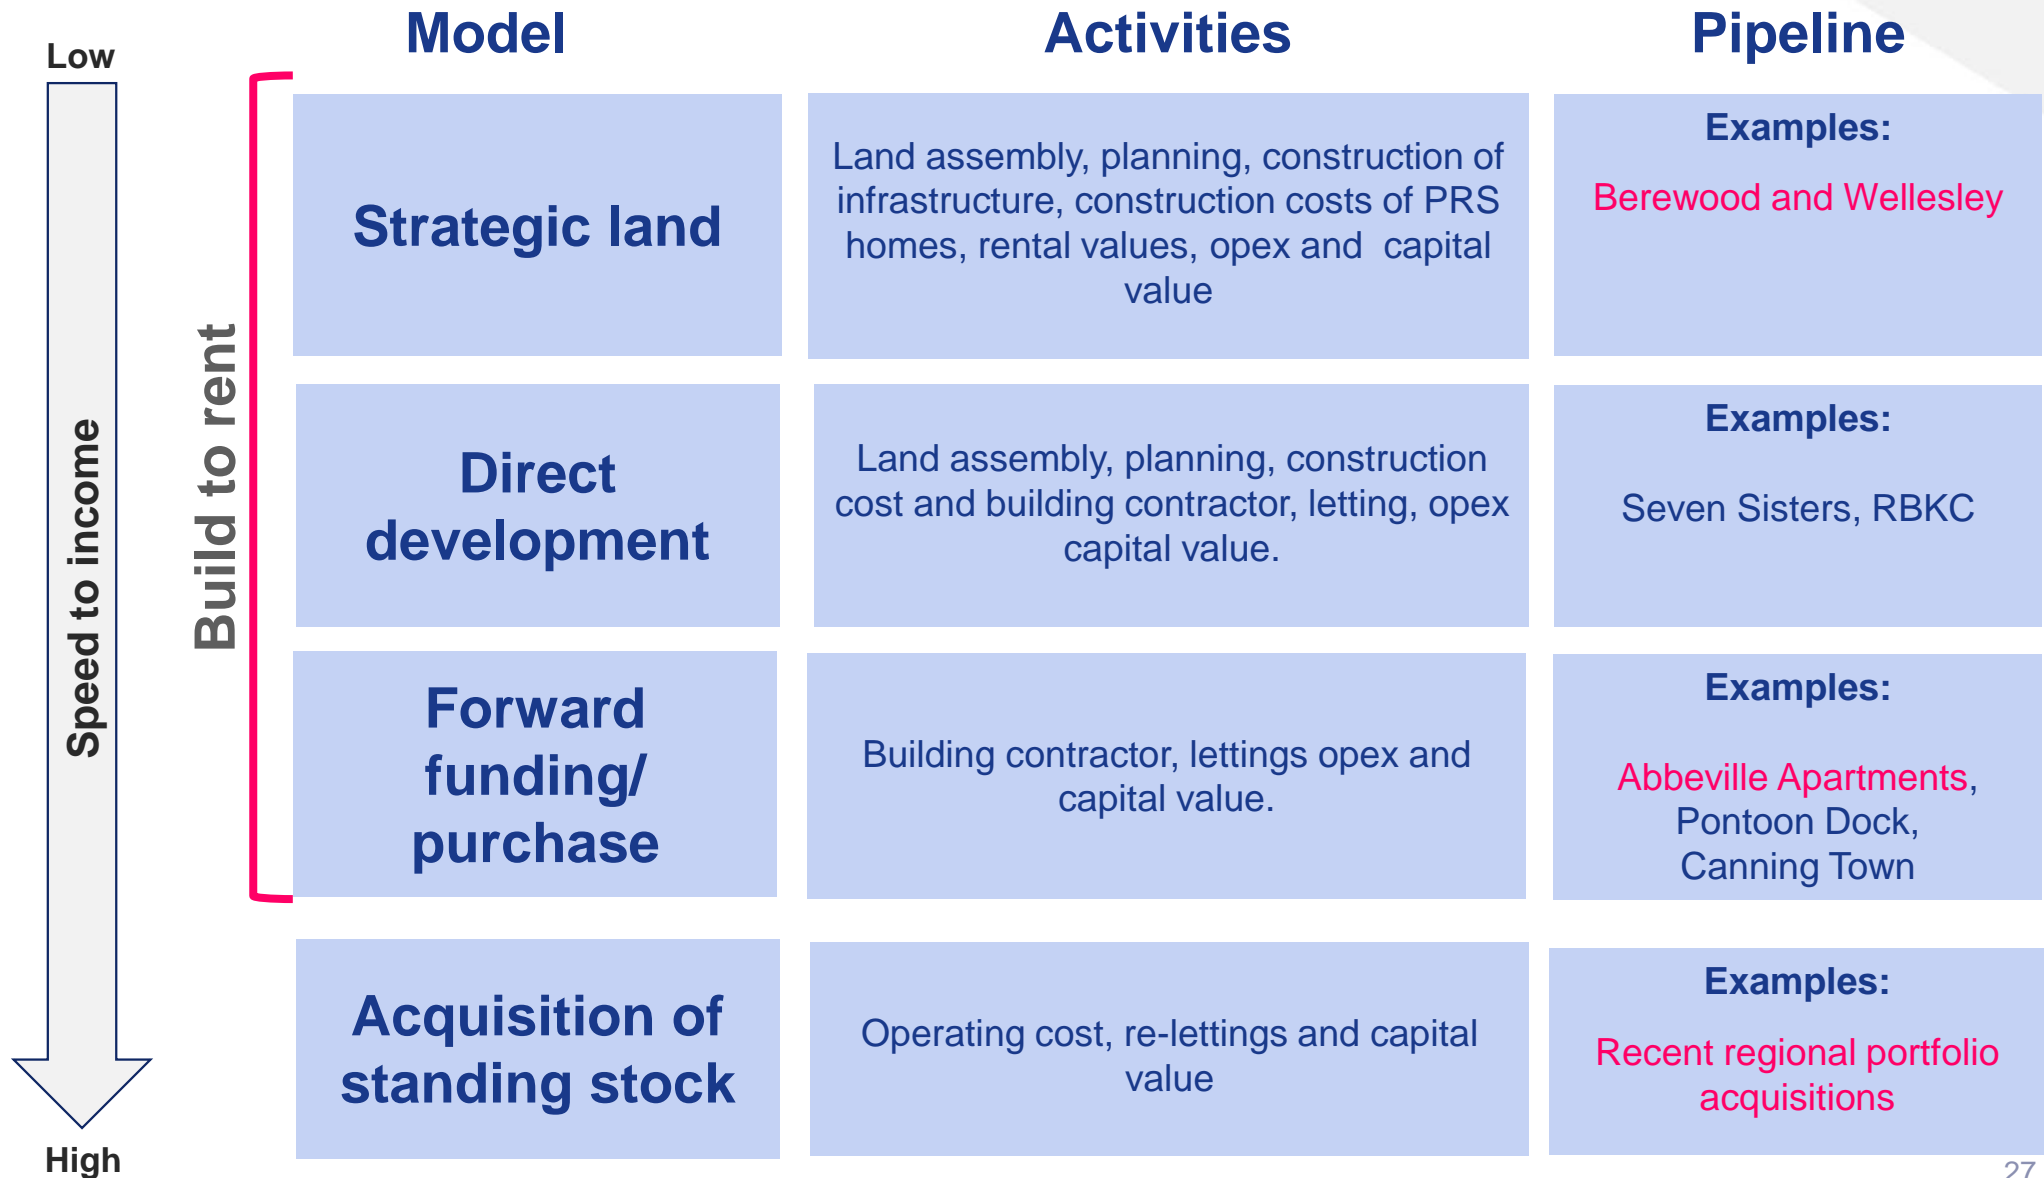 Model
Activities
Pipeline
Low
Speed to income
High
Build to rent
Strategic land
Land assembly, planning, construction of
infrastructure, construction costs of PRS
homes, rental values, opex and  capital
value
Examples:
Berewood and Wellesley
Direct
development
Land assembly, planning, construction
cost and building contractor, letting, opex
capital value.
Examples:
Seven Sisters, RBKC
Forward
funding/
purchase
Building contractor, lettings opex and
capital value.
Examples:
Abbeville Apartments,
Pontoon Dock,
Canning Town
Acquisition of
standing stock
Operating cost, re-lettings and capital
value
Examples:
Recent regional portfolio
acquisitions
27